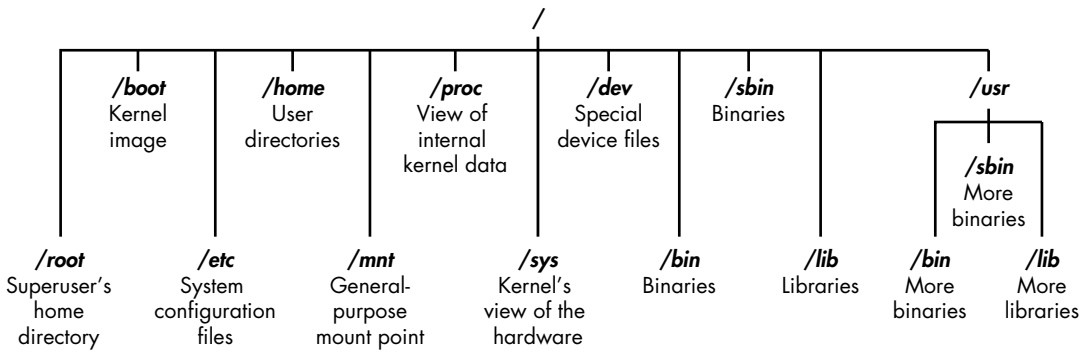 /
/boot
Kernel
image
/home
User
directories
/proc
View of
internal
kernel data
/dev
Special
device files
/sbin
Binaries
/usr
/sbin
More
binaries
/root
Superuser's
home
directory
/etc
System
configuration
files
/mnt
General-
purpose
mount point
/sys
Kernel's
view of the
hardware
/bin
Binaries
/lib
Libraries
/bin
More
binaries
/lib
More
libraries